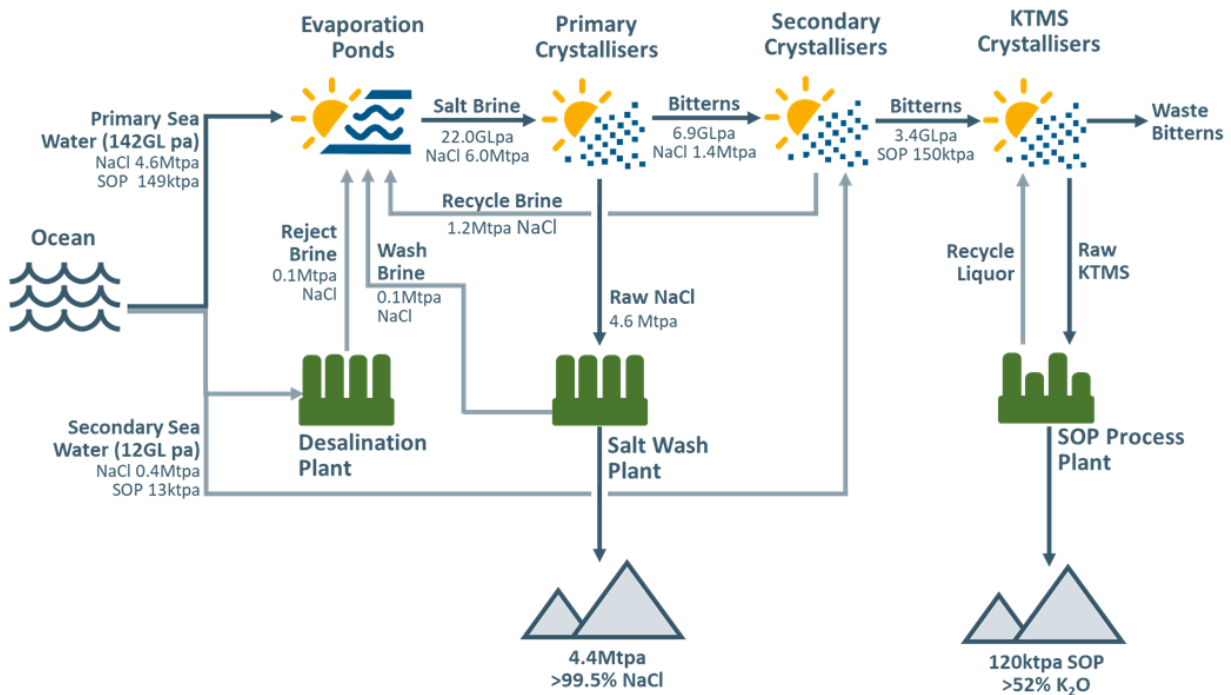 Evaporation
Ponds
Primary
Crystallisers
Secondary
Crystallisers
KTMS
Crystallisers
Primary Sea
Water (142GL pa)
NaCl 4.6Mtpa
SOP 149ktpa
Salt Brine
22.0GLpa
NaCl 6.0Mtpa
Bitterns
6.9GLpa
NaCl 1.4Mtpa
Bitterns
3.4GLpa
SOP 150ktpa
Waste
Bitterns
Recycle Brine
1.2Mtpa NaCl
Ocean
Reject
Brine
0.1Mtpa
NaCl
Wash
Brine
0.1Mtpa
NaCl
Raw NaCl
4.6 Mtpa
Recycle
Liquor
Raw
KTMS
Secondary Sea
Water (12GL pa)
NaCl 0.4Mtpa
SOP 13ktpa
Desalination
Plant
Salt Wash
Plant
SOP Process
Plant
4.4Mtpa
>99.5% NaCl
120ktpa SOP
>52% K₂O